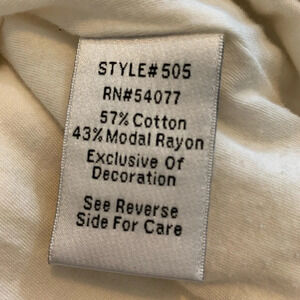 STYLE# 505
RN#54077
57% Cotton
43% Modal Rayon
Exclusive Of
Decoration
See Reverse
Side For Care